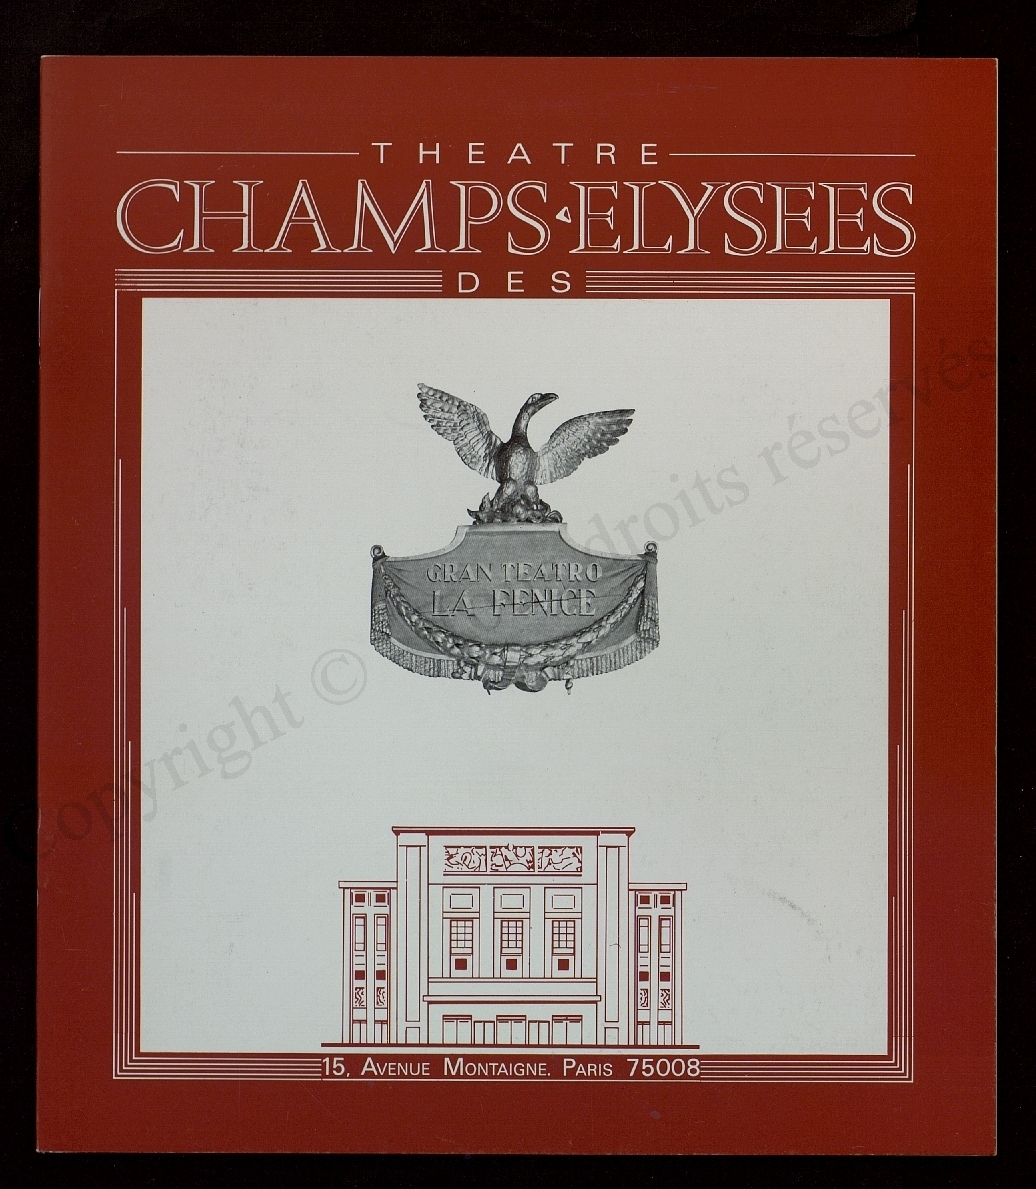 THEATRE
CHAMPS-ELYSEES
DES
GRAN TEATRO
LA FENICE
15, AVENUE MONTAIGNE. PARIS 75008
Copyright © droits réservés